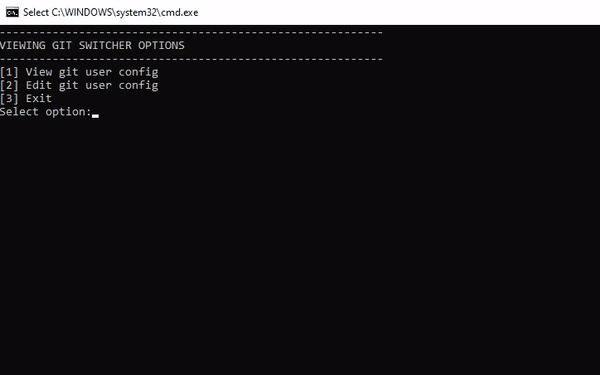 Select C:\WINDOWS\system32\cmd.exe
----------------------------------------------------------
VIEWING GIT SWITCHER OPTIONS
----------------------------------------------------------
[1] View git user config
[2] Edit git user config
[3] Exit
Select option: